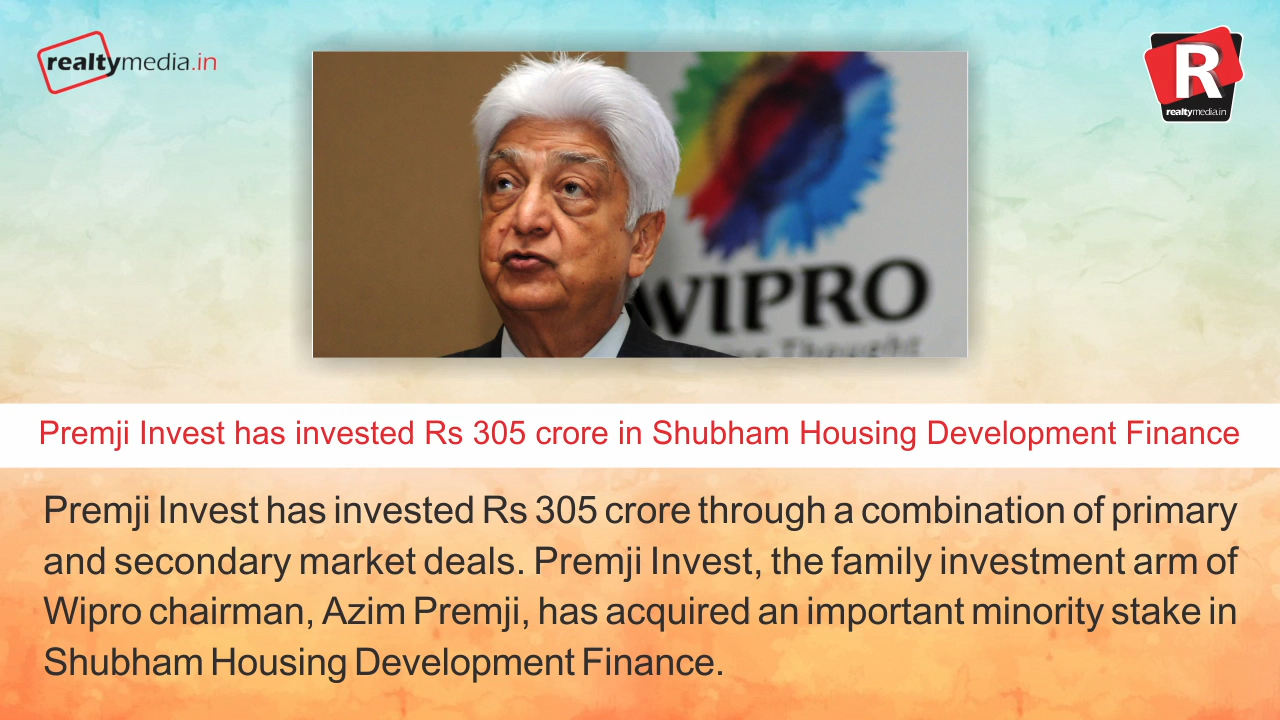 realtymedia.in
R
realtymedia.in
WIPRO
Thought
Premji Invest has invested Rs 305 crore in Shubham Housing Development Finance
Premji Invest has invested Rs 305 crore through a combination of primary
and secondary market deals. Premji Invest, the family investment arm of
Wipro chairman, Azim Premji, has acquired an important minority stake in
Shubham Housing Development Finance.